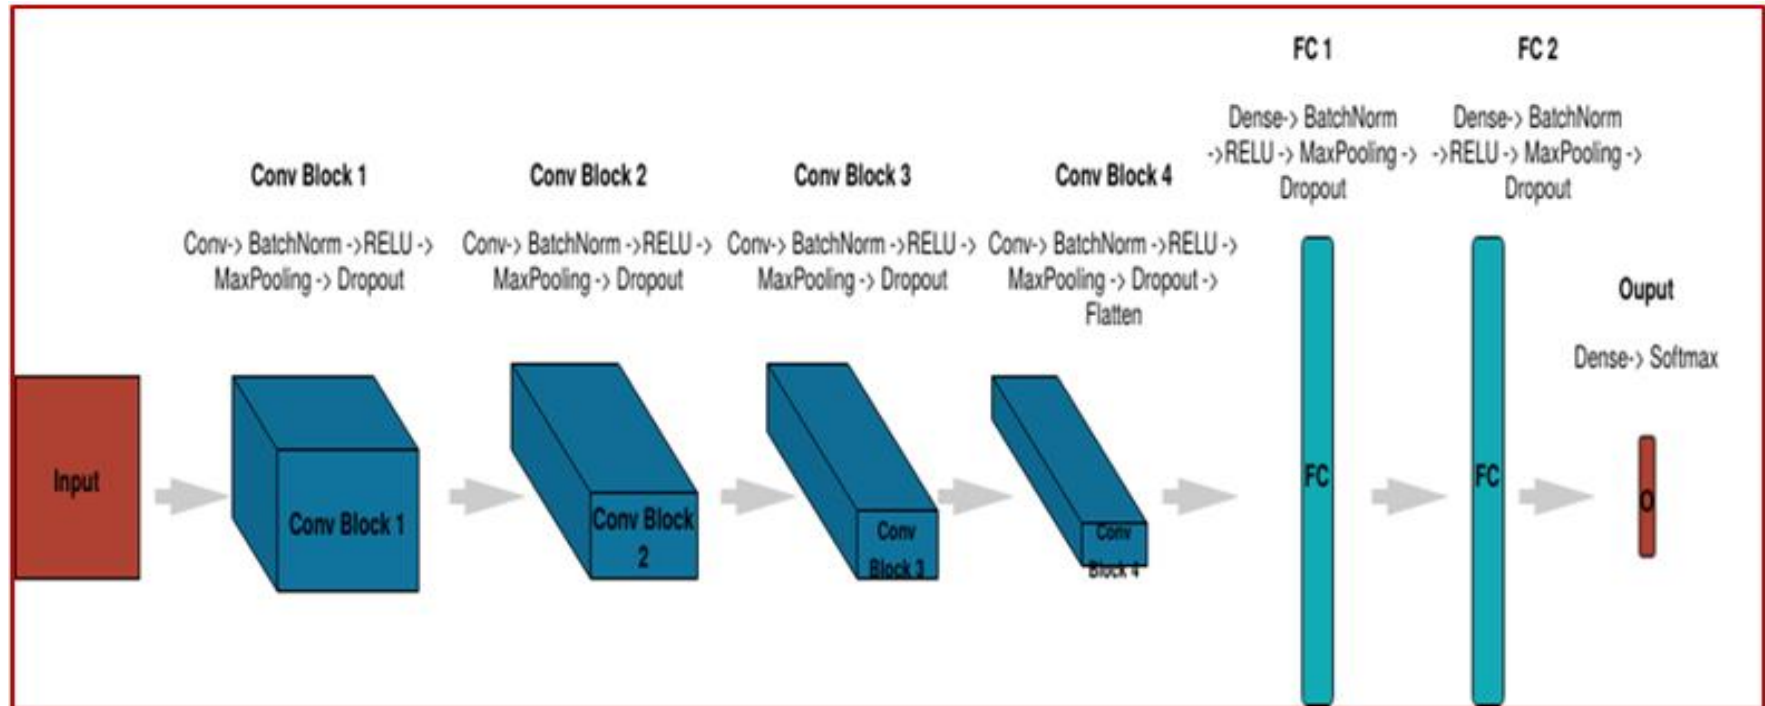 FC 1
Dense-> BatchNorm
->RELU -> MaxPooling ->
Dropout
FC 2
Dense-> BatchNorm
->RELU -> MaxPooling ->
Dropout
Conv Block 1
Conv-> BatchNorm ->RELU ->
MaxPooling -> Dropout
Conv Block 2
Conv-> BatchNorm ->RELU ->
MaxPooling -> Dropout
Conv Block 3
Conv-> BatchNorm ->RELU ->
MaxPooling -> Dropout
Conv Block 4
Conv-> BatchNorm ->RELU ->
MaxPooling -> Dropout ->
Flatten
Ouput
Dense-> Softmax
Input
Conv Block 1
Conv Block
2
Conv
Block 3
Conv
Block 4
FC
FC
O